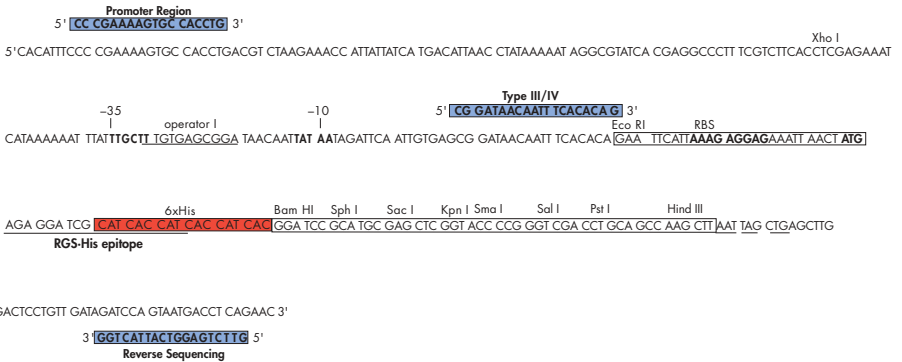 Promoter Region
5' CC CGAAAAGTGC CACCTG 3'
Xho I
5'CACATTTCCC CGAAAAGTGC CACCTGACGT CTAAGAAACC ATTATTATCA TGACATTAAC CTATAAAAAT AGGCGTATCA CGAGGCCCTT TCGTCTTCACCTCGAGAAAT
Type III/IV
–35 operator I –10 5' CG GATAACAATT TCACACA G 3'
Eco RI RBS
CATAAAAAAT TTATTTGCTT TGTGAGCGGA TAACAATTAT AATAGATTCA ATTGTGAGCG GATAACAATT TCACACA GAA TTCATTAAAG AGGAGAAATT AACT ATG
6xHis Bam HI Sph I Sac I Kpn I Sma I Sal I Pst I Hind III
AGA GGA TCG CAT CAC CAT CAC CAT CAC GGA TCC GCA TGC GAG CTC GGT ACC CCG GGT CGA CCT GCA GCC AAG CTT AAT TAG CTGAGCTTG
RGS-His epitope
GACTCCTGTT GATAGATCCA GTAATGACCT CAGAAC 3'
3' GGTCATTACTGGAGTCTTG 5'
Reverse Sequencing